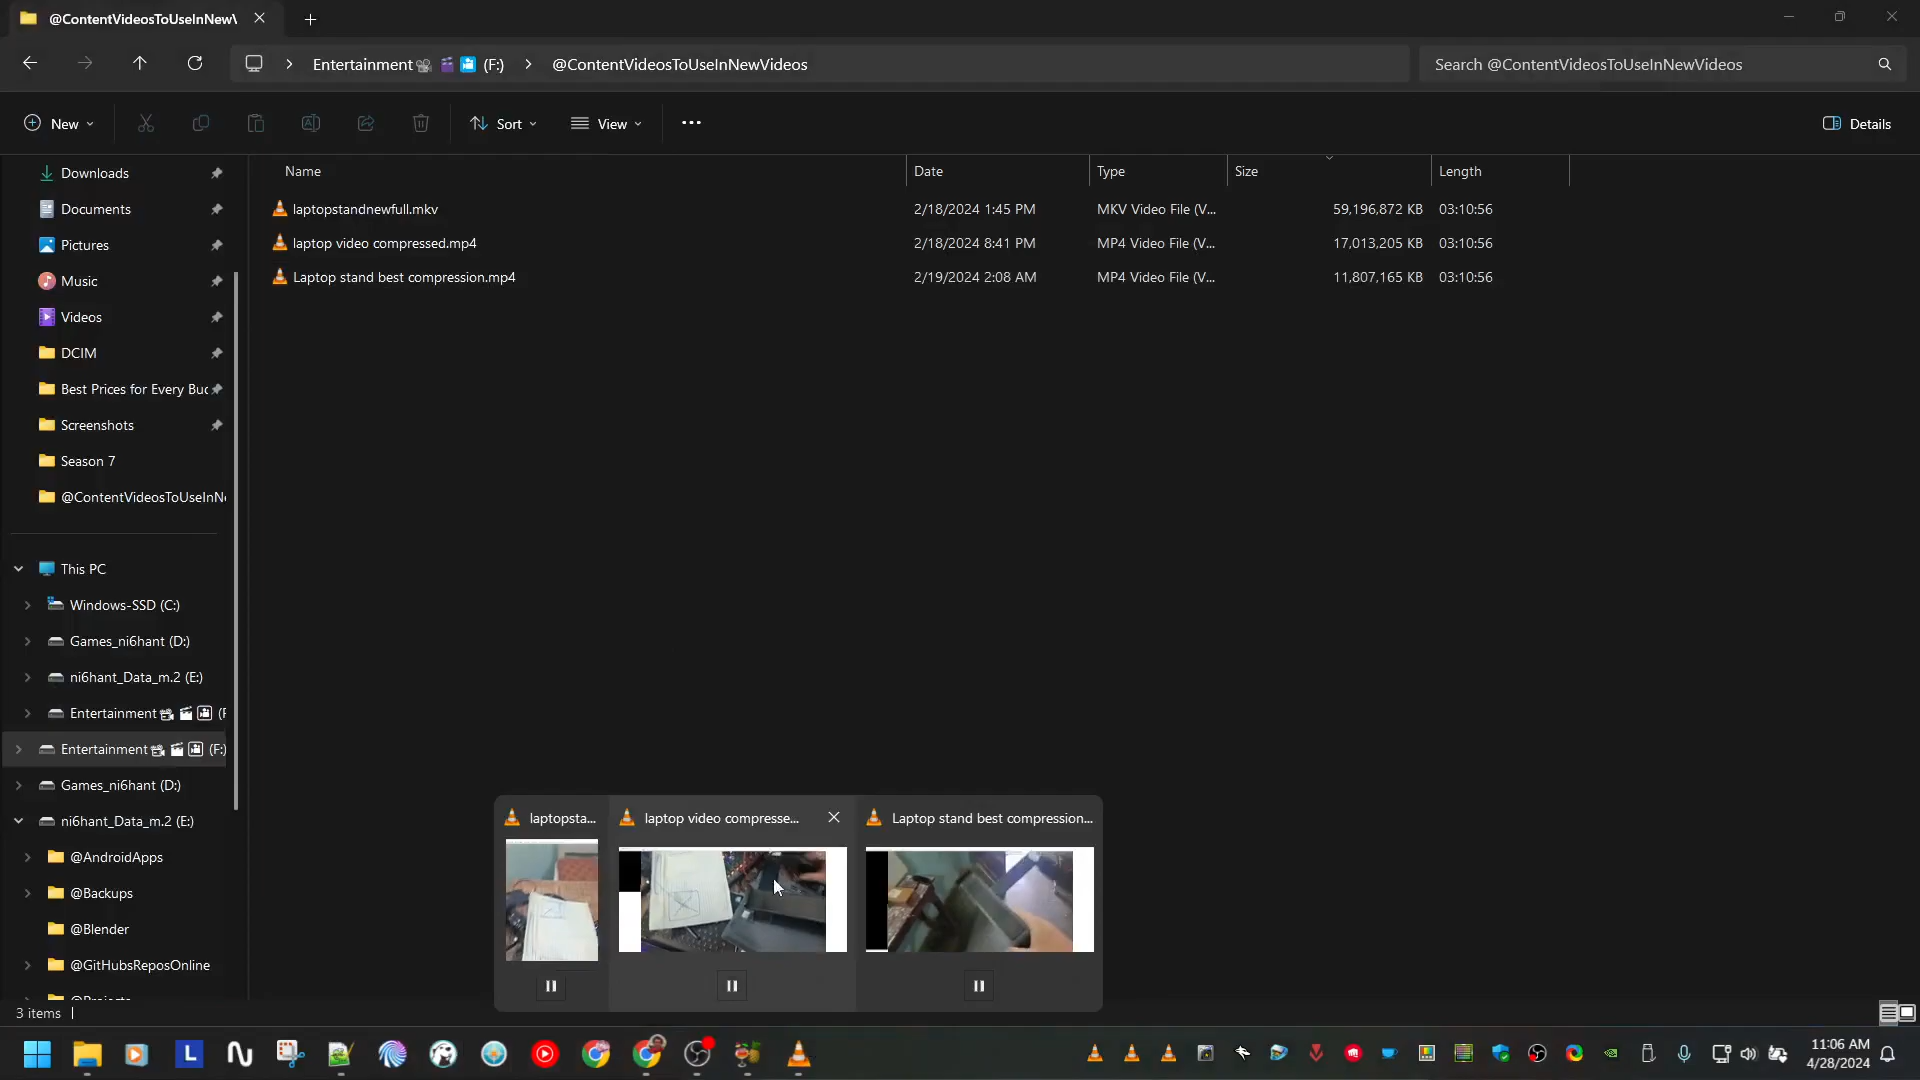 @ContentVideosToUseInNewV
Entertainment (F:) @ContentVideosToUseInNewVideos
Search @ContentVideosToUseInNewVideos
New Sort View Details
Name Date Type Size Length
laptopstandnewfull.mkv 2/18/2024 1:45 PM MKV Video File (V... 59,196,872 KB 03:10:56
laptop video compressed.mp4 2/18/2024 8:41 PM MP4 Video File (V... 17,013,205 KB 03:10:56
Laptop stand best compression.mp4 2/19/2024 2:08 AM MP4 Video File (V... 11,807,165 KB 03:10:56
Downloads
Documents
Pictures
Music
Videos
DCIM
Best Prices for Every Buc
Screenshots
Season 7
@ContentVideosToUseInNe
This PC
Windows-SSD (C:)
Games_ni6hant (D:)
ni6hant_Data_m.2 (E:)
Entertainment (F
Entertainment (F:)
Games_ni6hant (D:)
ni6hant_Data_m.2 (E:)
@AndroidApps
@Backups
@Blender
@GitHubsReposOnline
@Projects
laptopsta... laptop video compresse... Laptop stand best compression...
3 items
L
11:06 AM
4/28/2024